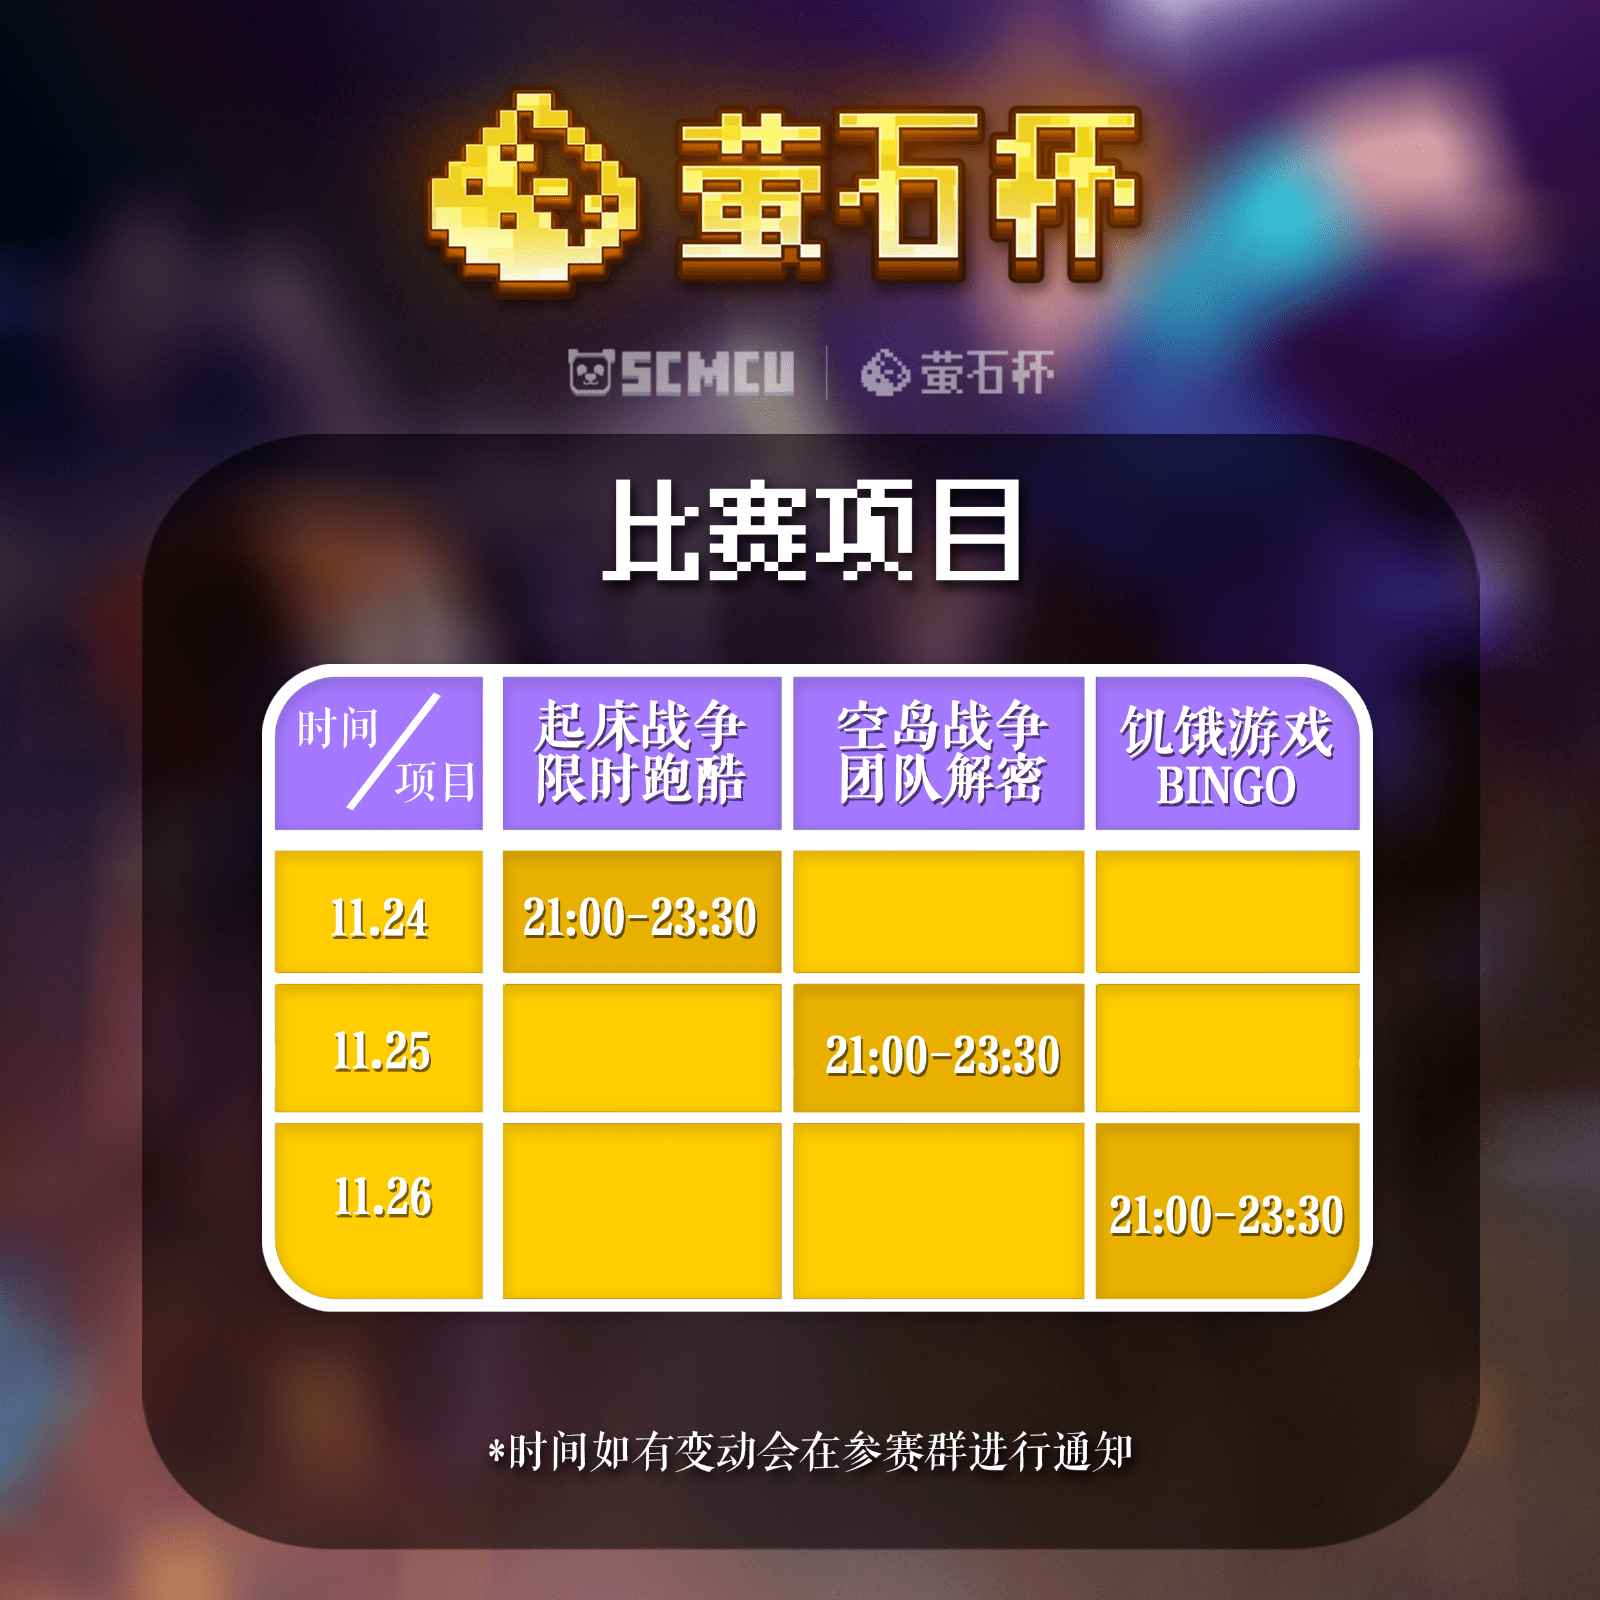 萤石杯
SCMCU 萤石杯
比赛项目
时间
项目
起床战争
限时跑酷
空岛战争
团队解密
饥饿游戏
BINGO
11.24
21:00-23:30
11.25
21:00-23:30
11.26
21:00-23:30
*时间如有变动会在参赛群进行通知